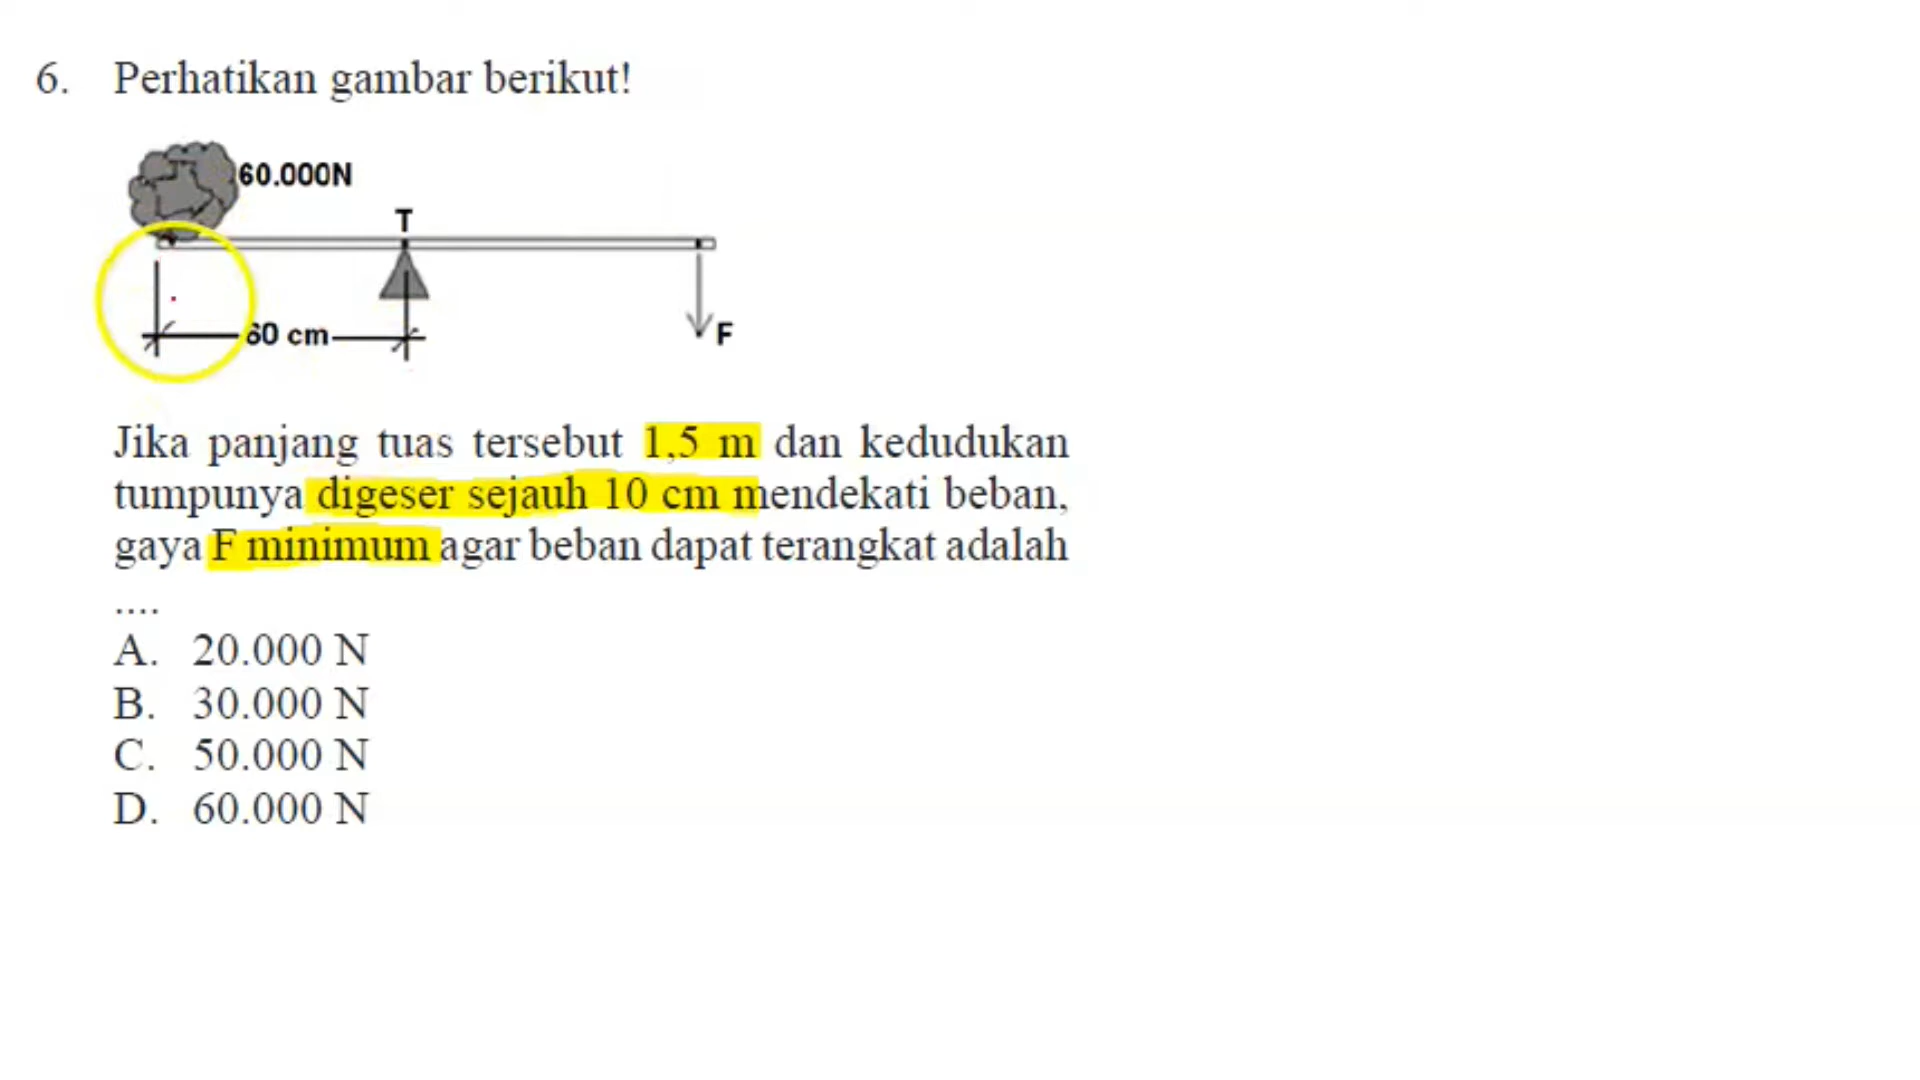 6. Perhatikan gambar berikut!
60.000N
T
60 cm
F
Jika panjang tuas tersebut 1,5 m dan kedudukan
tumpunya digeser sejauh 10 cm mendekati beban,
gaya F minimum agar beban dapat terangkat adalah
....
A. 20.000 N
B. 30.000 N
C. 50.000 N
D. 60.000 N